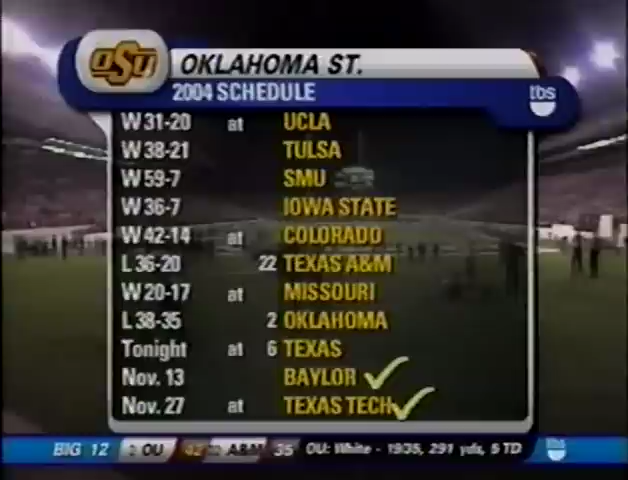 OSU OKLAHOMA ST.
2004 SCHEDULE tbs
W 31-20 at UCLA
W 38-21 TULSA
W 59-7 SMU
W 36-7 IOWA STATE
W 42-14 at COLORADO
L 36-20 22 TEXAS A&M
W 20-17 at MISSOURI
L 38-35 2 OKLAHOMA
Tonight at 6 TEXAS
Nov. 13 BAYLOR
Nov. 27 at TEXAS TECH
BIG 12 2 OU 42 A&M 35 OU: White - 19/35, 291 yds, 5 TD tbs